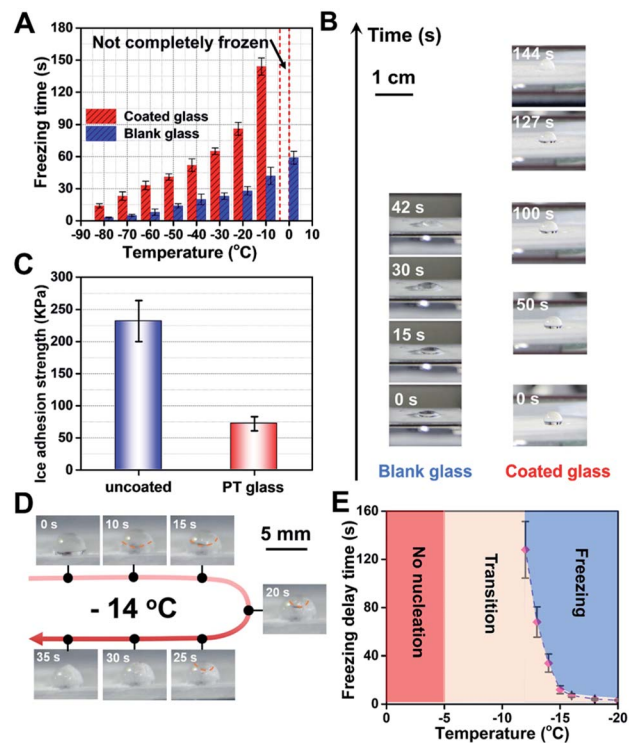 A
Not completely frozen
Freezing time (s)
180
150
120
90
60
30
0
Coated glass
Blank glass
-90 -80 -70 -60 -50 -40 -30 -20 -10 0 10
Temperature (°C)
B
Time (s)
1 cm
144 s
127 s
100 s
50 s
0 s
42 s
30 s
15 s
0 s
Blank glass
Coated glass
C
Ice adhesion strength (KPa)
300
250
200
150
100
75
50
25
0
uncoated
PT glass
D
0 s
10 s
15 s
5 mm
20 s
- 14 °C
35 s
30 s
25 s
E
Freezing delay time (s)
160
120
80
40
0
No nucleation
Transition
Freezing
0 -5 -10 -15 -20
Temperature (°C)